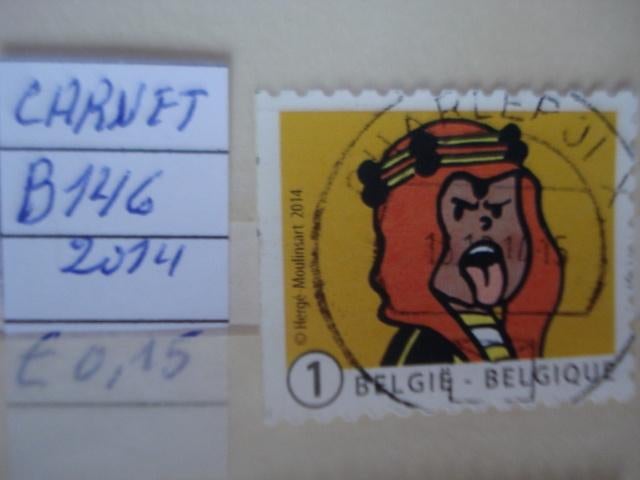 CARNET
B146
2014
€0,15
© Hergé-Moulinsart 2014
1 BELGIË - BELGIQUE